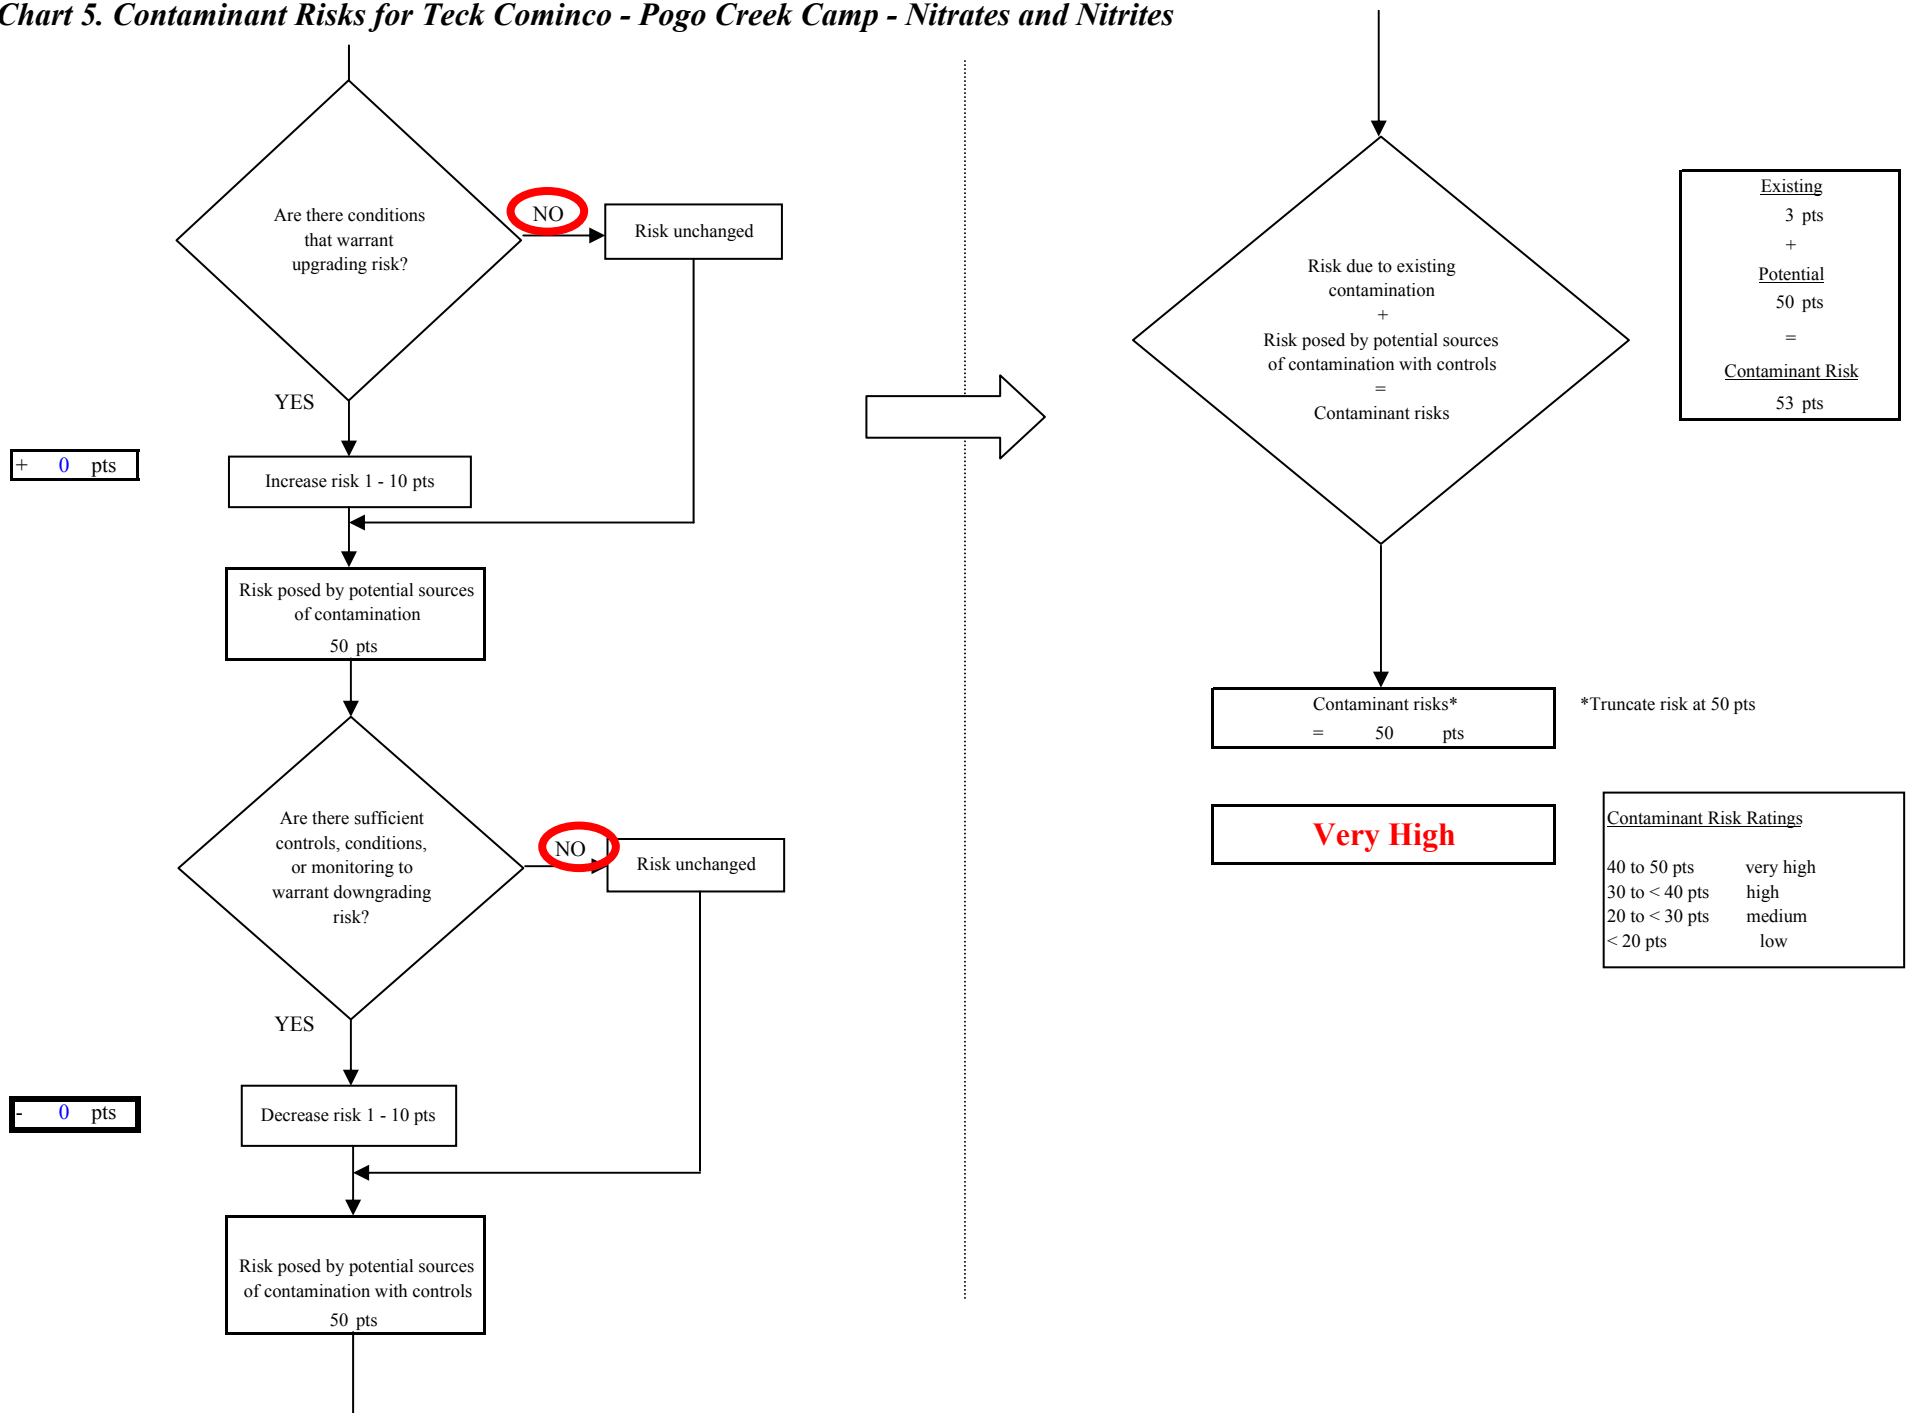 Chart 5. Contaminant Risks for Teck Cominco - Pogo Creek Camp - Nitrates and Nitrites
Are there conditions
that warrant
upgrading risk?
NO
Risk unchanged
YES
+ 0 pts
Increase risk 1 - 10 pts
Risk posed by potential sources
of contamination
50 pts
Are there sufficient
controls, conditions,
or monitoring to
warrant downgrading
risk?
NO
Risk unchanged
YES
- 0 pts
Decrease risk 1 - 10 pts
Risk posed by potential sources
of contamination with controls
50 pts
Risk due to existing
contamination
+
Risk posed by potential sources
of contamination with controls
=
Contaminant risks
Existing
3 pts
+
Potential
50 pts
=
Contaminant Risk
53 pts
Contaminant risks*
= 50 pts
*Truncate risk at 50 pts
Very High
Contaminant Risk Ratings
40 to 50 pts very high
30 to < 40 pts high
20 to < 30 pts medium
< 20 pts low